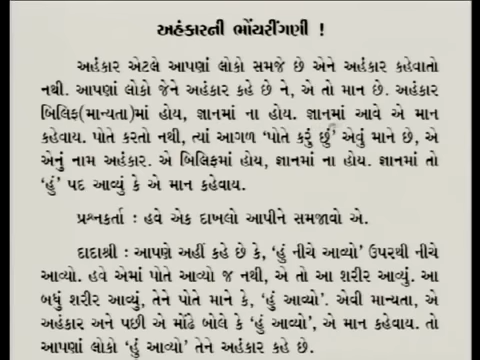 અહંકારની ભોંયરીંગણી !
અહંકાર એટલે આપણાં લોકો સમજે છે એને અહંકાર કહેવાતો
નથી. આપણાં લોકો જેને અહંકાર કહે છે ને, એ તો માન છે. અહંકાર
બિલિફ(માન્યતા)માં હોય, જ્ઞાનમાં ના હોય. જ્ઞાનમાં આવે એ માન
કહેવાય. પોતે કરતો નથી, ત્યાં આગળ 'પોતે કરું છું' એવું માને છે, એ
એનું નામ અહંકાર. એ બિલિફમાં હોય, જ્ઞાનમાં ના હોય. જ્ઞાનમાં તો
'હું' પદ આવ્યું કે એ માન કહેવાય.
પ્રશ્નકર્તા : હવે એક દાખલો આપીને સમજાવો એ.
દાદાશ્રી : આપણે અહીં કહે છે કે, 'હું નીચે આવ્યો' ઉપરથી નીચે
આવ્યો. હવે એમાં પોતે આવ્યો જ નથી, એ તો આ શરીર આવ્યું. આ
બધું શરીર આવ્યું, તેને પોતે માને કે, 'હું આવ્યો'. એવી માન્યતા, એ
અહંકાર અને પછી એ મોંઢે બોલે કે 'હું આવ્યો', એ માન કહેવાય. તો
આપણાં લોકો 'હું આવ્યો' તેને અહંકાર કહે છે.